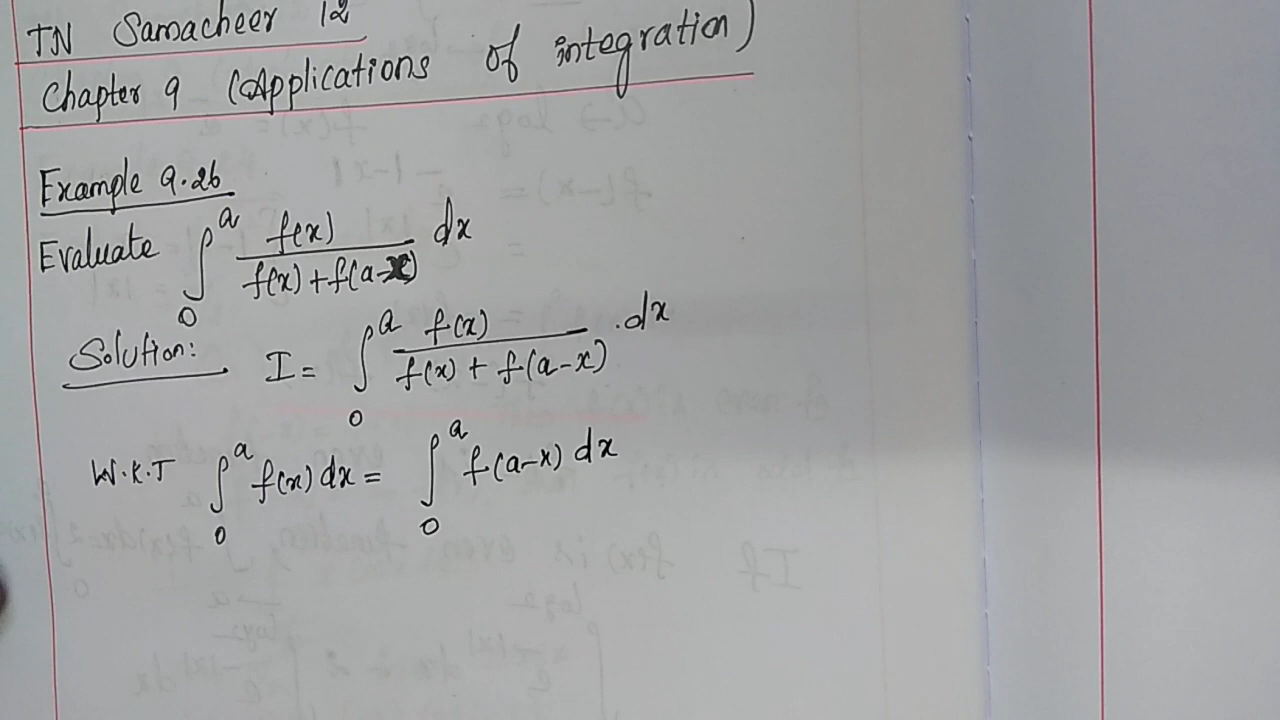 TN Samacheer 12
Chapter 9 (Applications of integration)
Example 9.26
Evaluate ∫₀ᵃ f(x) / (f(x) + f(a-x)) dx
Solution: I = ∫₀ᵃ f(x) / (f(x) + f(a-x)) . dx
W.K.T ∫₀ᵃ f(x) dx = ∫₀ᵃ f(a-x) dx